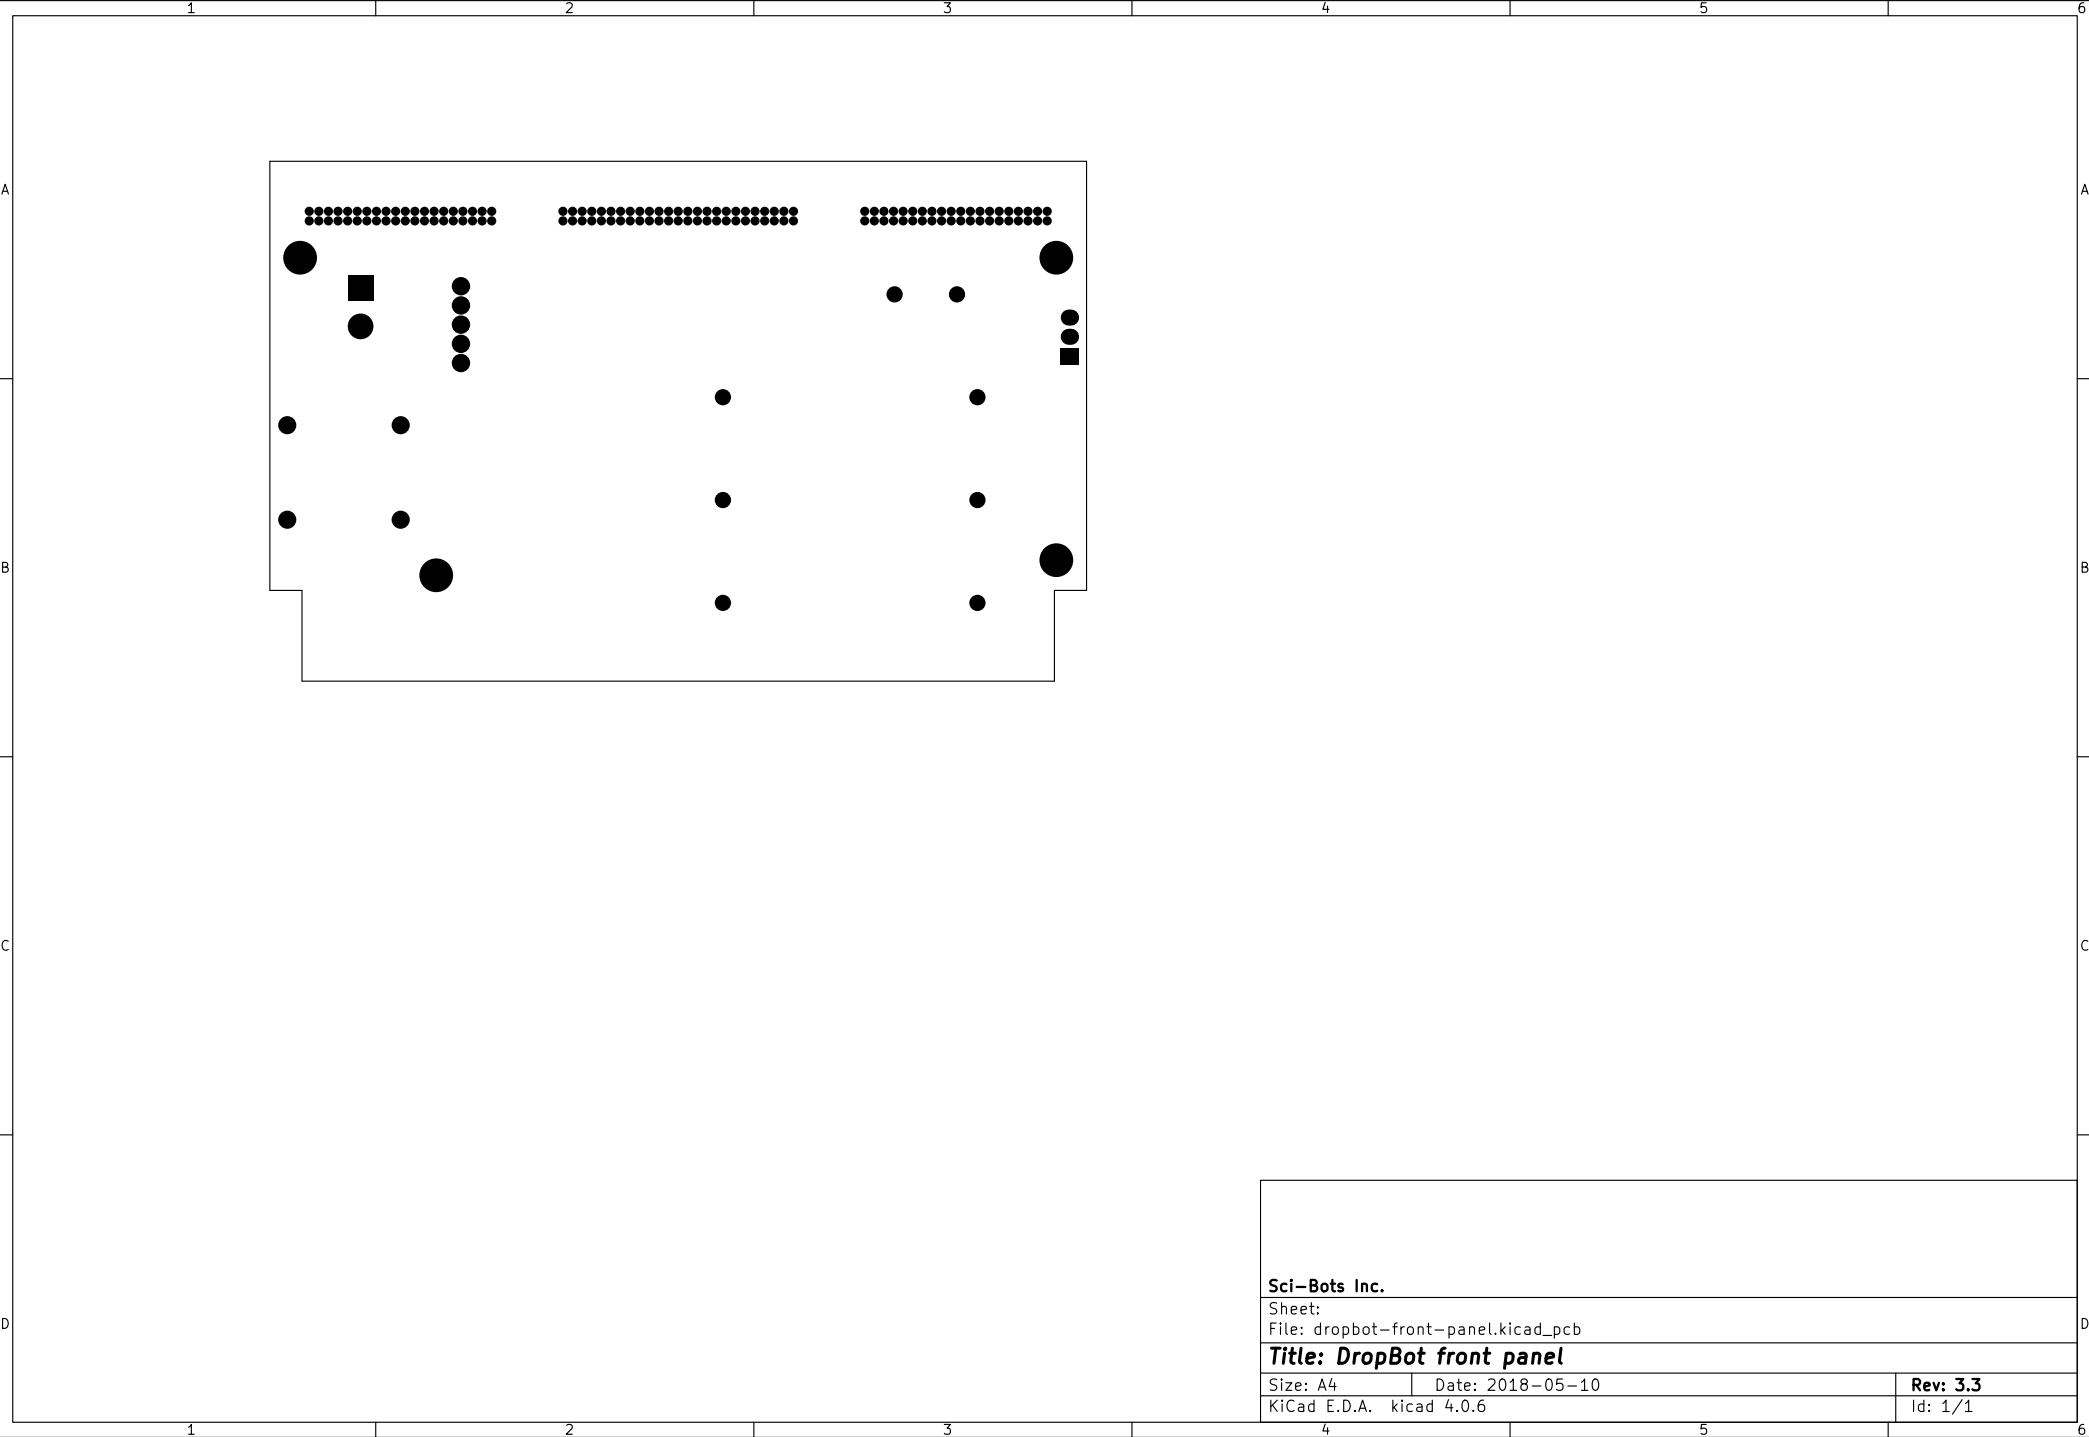 1 2 3 4 5 6
A A
B B
C C
D D
Sci-Bots Inc.
Sheet:
File: dropbot-front-panel.kicad_pcb
Title: DropBot front panel
Size: A4 Date: 2018-05-10 Rev: 3.3
KiCad E.D.A. kicad 4.0.6 Id: 1/1
1 2 3 4 5 6